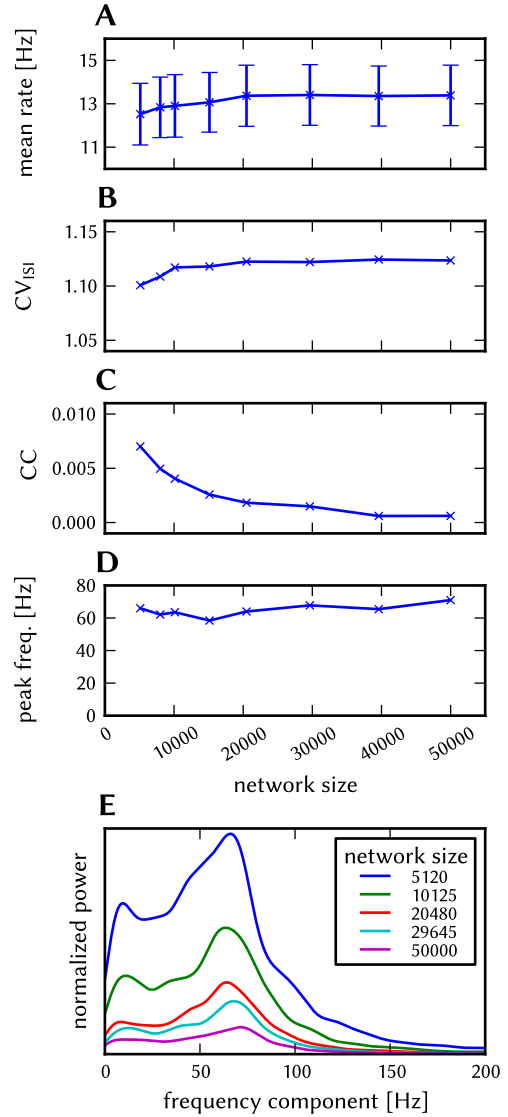 A
mean rate [Hz]
15
13
11
B
CV_ISI
1.15
1.10
1.05
C
CC
0.010
0.005
0.000
D
peak freq. [Hz]
80
60
40
20
0
0 10000 20000 30000 40000 50000
network size
E
normalized power
network size
5120
10125
20480
29645
50000
0 50 100 150 200
frequency component [Hz]